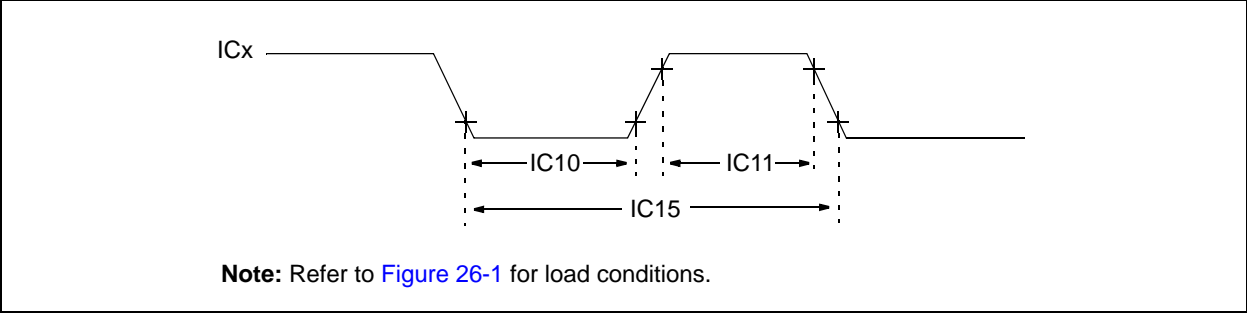 ICx
IC10
IC11
IC15
Note: Refer to Figure 26-1 for load conditions.